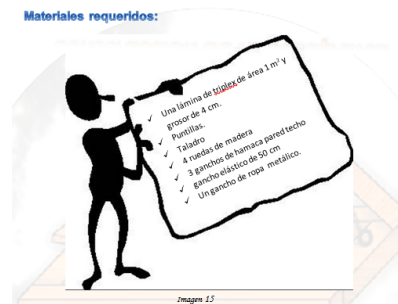 Materiales requeridos:
✓ Una lámina de triplex de área 1 m² y
grosor de 4 cm.
✓ Puntillas.
✓ Taladro
✓ 4 ruedas de madera
✓ 3 ganchos de hamaca pared techo
✓ gancho elástico de 50 cm
✓ Un gancho de ropa metálico.
Imagen 15